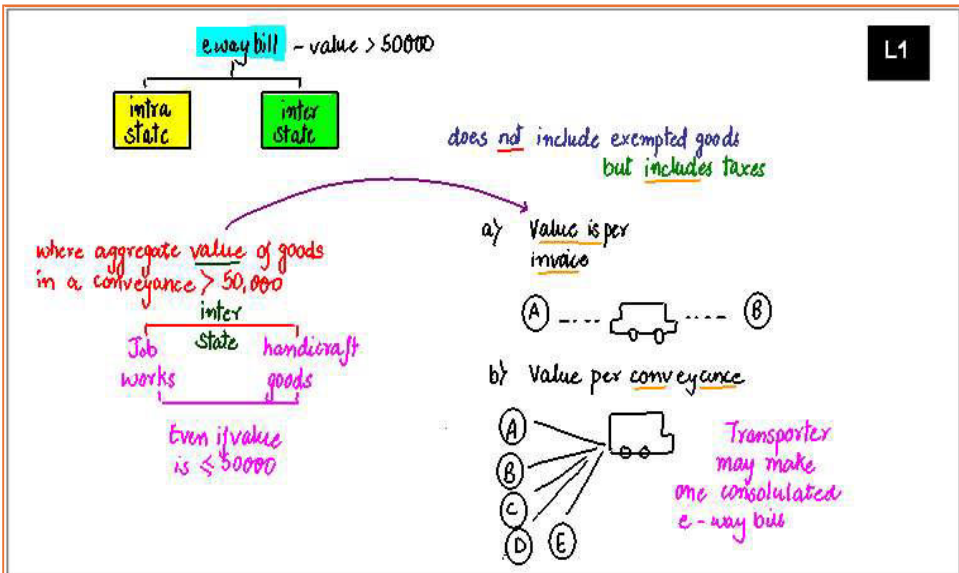 eway bill - value > 50000
L1
intra
state
inter
state
does not include exempted goods
but includes taxes
where aggregate value of goods
in a conveyance > 50,000
inter
state
Job
works
handicraft
goods
Even if value
is ≤ 50000
a) Value is per
invoice
A B
b) Value per conveyance
A
B
C
D E
Transporter
may make
one consolulated
e-way bill